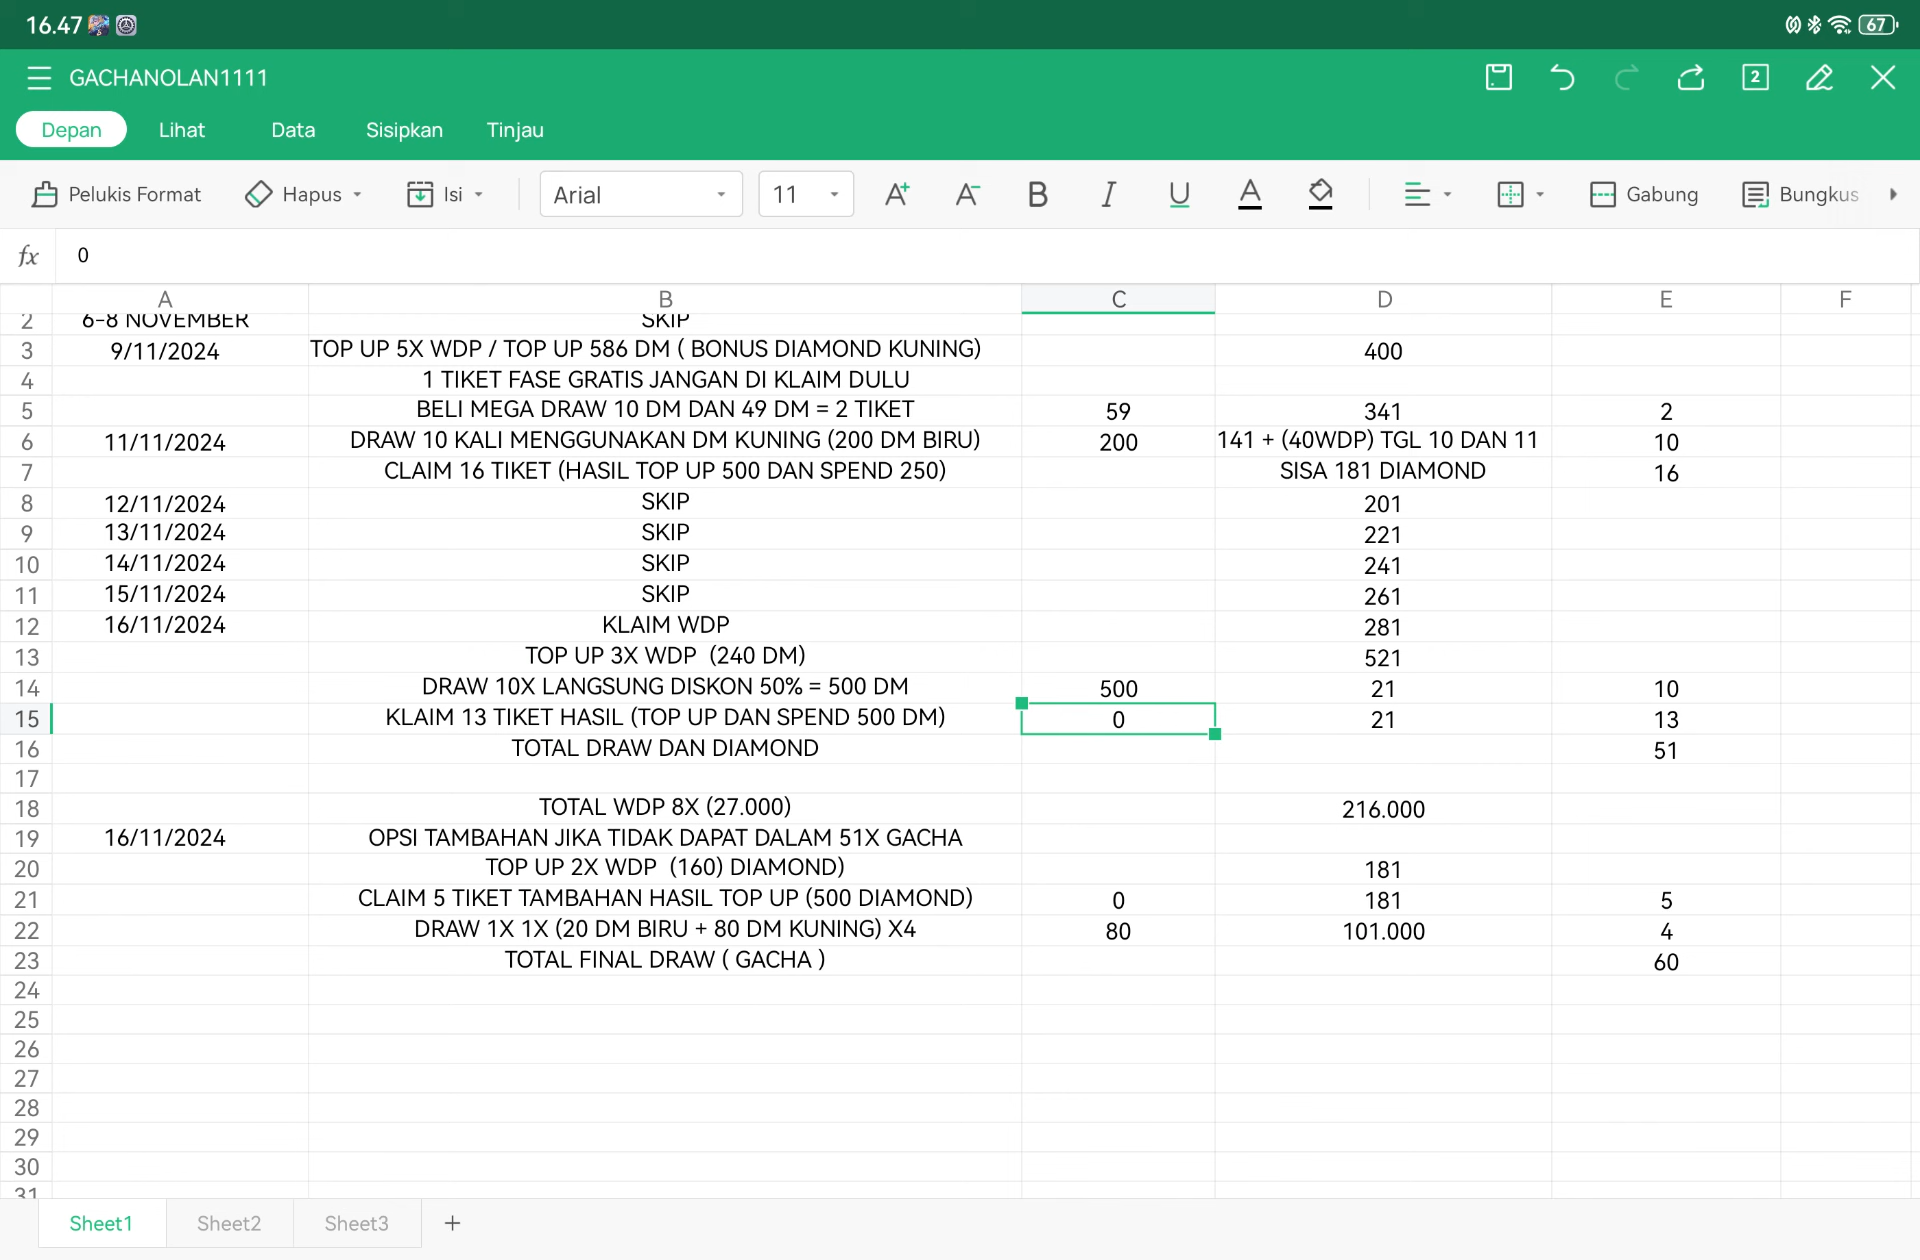 16.47 67
GACHANOLAN1111 2
Depan Lihat Data Sisipkan Tinjau
Pelukis Format Hapus Isi Arial 11 A+ A- B I U A Gabung Bungkus
fx 0
A B C D E F
2 6-8 NOVEMBER SKIP
3 9/11/2024 TOP UP 5X WDP / TOP UP 586 DM ( BONUS DIAMOND KUNING) 400
4 1 TIKET FASE GRATIS JANGAN DI KLAIM DULU
5 BELI MEGA DRAW 10 DM DAN 49 DM = 2 TIKET 59 341 2
6 11/11/2024 DRAW 10 KALI MENGGUNAKAN DM KUNING (200 DM BIRU) 200 141 + (40WDP) TGL 10 DAN 11 10
7 CLAIM 16 TIKET (HASIL TOP UP 500 DAN SPEND 250) SISA 181 DIAMOND 16
8 12/11/2024 SKIP 201
9 13/11/2024 SKIP 221
10 14/11/2024 SKIP 241
11 15/11/2024 SKIP 261
12 16/11/2024 KLAIM WDP 281
13 TOP UP 3X WDP (240 DM) 521
14 DRAW 10X LANGSUNG DISKON 50% = 500 DM 500 21 10
15 KLAIM 13 TIKET HASIL (TOP UP DAN SPEND 500 DM) 0 21 13
16 TOTAL DRAW DAN DIAMOND 51
17
18 TOTAL WDP 8X (27.000) 216.000
19 16/11/2024 OPSI TAMBAHAN JIKA TIDAK DAPAT DALAM 51X GACHA
20 TOP UP 2X WDP (160) DIAMOND) 181
21 CLAIM 5 TIKET TAMBAHAN HASIL TOP UP (500 DIAMOND) 0 181 5
22 DRAW 1X 1X (20 DM BIRU + 80 DM KUNING) X4 80 101.000 4
23 TOTAL FINAL DRAW ( GACHA ) 60
24
25
26
27
28
29
30
31
Sheet1 Sheet2 Sheet3 +